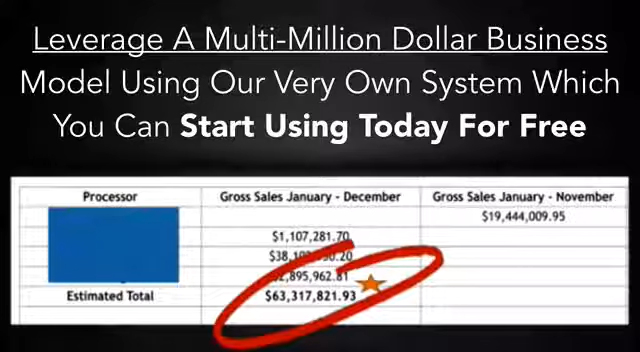 Leverage A Multi-Million Dollar Business
Model Using Our Very Own System Which
You Can Start Using Today For Free
Processor Gross Sales January - December Gross Sales January - November
$19,444,009.95
$1,107,281.70
Estimated Total $63,317,821.93